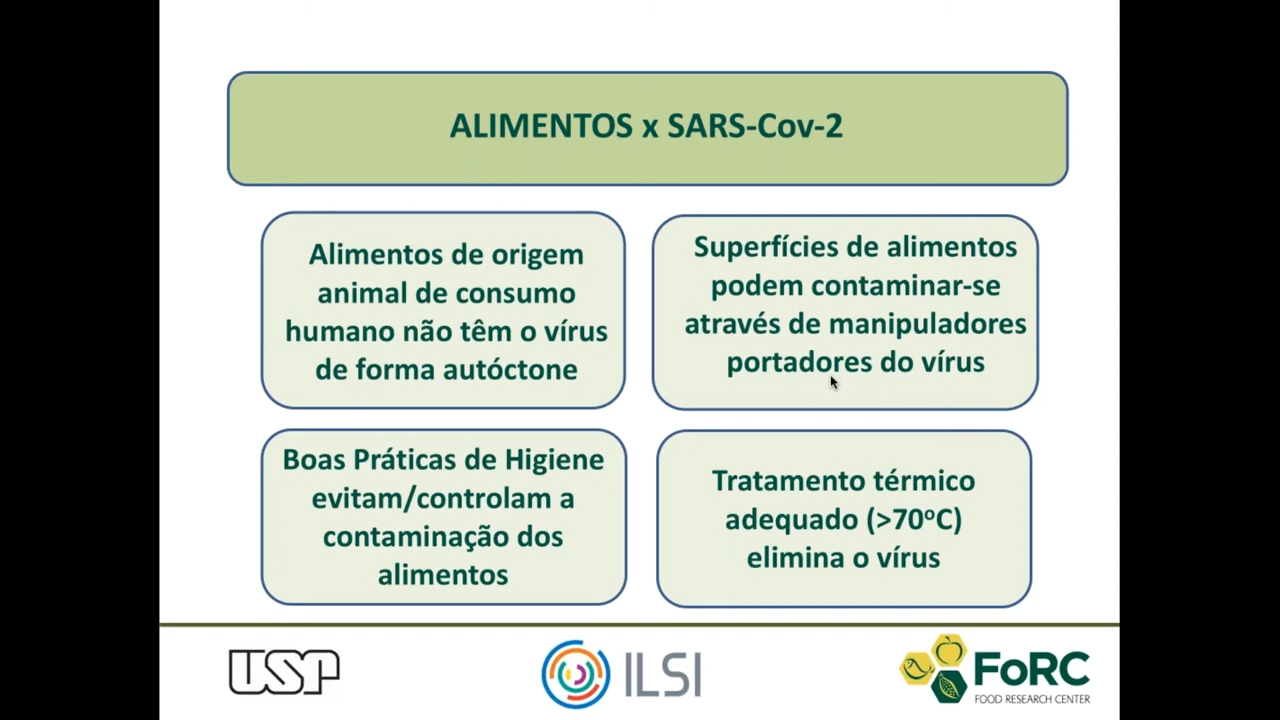 ALIMENTOS x SARS-Cov-2
Alimentos de origem
animal de consumo
humano não têm o vírus
de forma autóctone
Superfícies de alimentos
podem contaminar-se
através de manipuladores
portadores do vírus
Boas Práticas de Higiene
evitam/controlam a
contaminação dos
alimentos
Tratamento térmico
adequado (>70ºC)
elimina o vírus
USP
ILSI
FoRC
FOOD RESEARCH CENTER